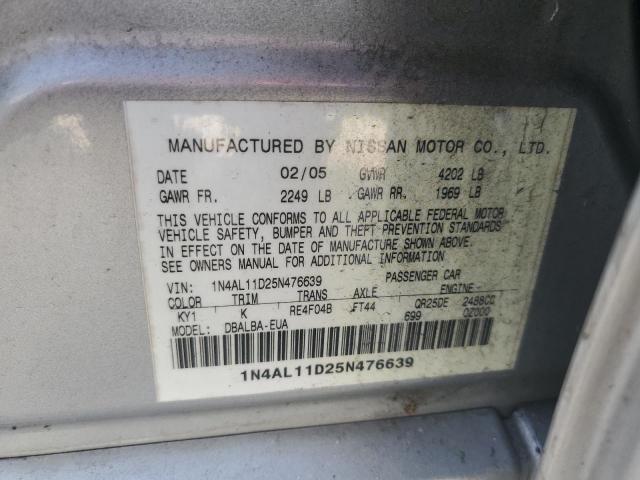 MANUFACTURED BY NISSAN MOTOR CO., LTD.
DATE 02/05 GVWR 4202 LB
GAWR FR. 2249 LB GAWR RR. 1969 LB
THIS VEHICLE CONFORMS TO ALL APPLICABLE FEDERAL MOTOR
VEHICLE SAFETY, BUMPER AND THEFT PREVENTION STANDARDS
IN EFFECT ON THE DATE OF MANUFACTURE SHOWN ABOVE.
SEE OWNERS MANUAL FOR ADDITIONAL INFORMATION
VIN: 1N4AL11D25N476639 PASSENGER CAR
COLOR TRIM TRANS AXLE ENGINE
KY1 K RE4F04B FT44 QR25DE 2488CC
MODEL: DBALBA-EUA 699 0Z000
1N4AL11D25N476639